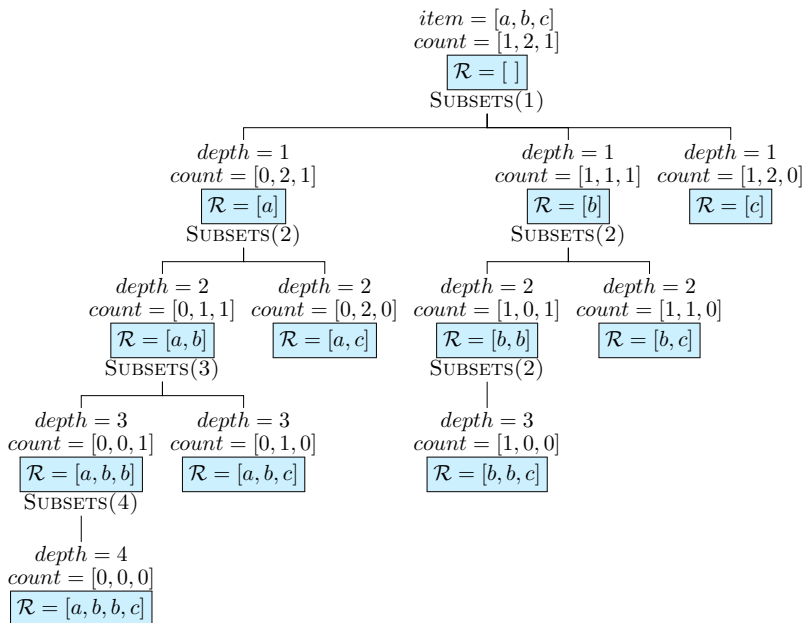 item = [a, b, c]
count = [1, 2, 1]
ℛ = [ ]
SUBSETS(1)
depth = 1
count = [0, 2, 1]
ℛ = [a]
SUBSETS(2)
depth = 1
count = [1, 1, 1]
ℛ = [b]
SUBSETS(2)
depth = 1
count = [1, 2, 0]
ℛ = [c]
depth = 2
count = [0, 1, 1]
ℛ = [a, b]
SUBSETS(3)
depth = 2
count = [0, 2, 0]
ℛ = [a, c]
depth = 2
count = [1, 0, 1]
ℛ = [b, b]
SUBSETS(2)
depth = 2
count = [1, 1, 0]
ℛ = [b, c]
depth = 3
count = [0, 0, 1]
ℛ = [a, b, b]
SUBSETS(4)
depth = 3
count = [0, 1, 0]
ℛ = [a, b, c]
depth = 3
count = [1, 0, 0]
ℛ = [b, b, c]
depth = 4
count = [0, 0, 0]
ℛ = [a, b, b, c]